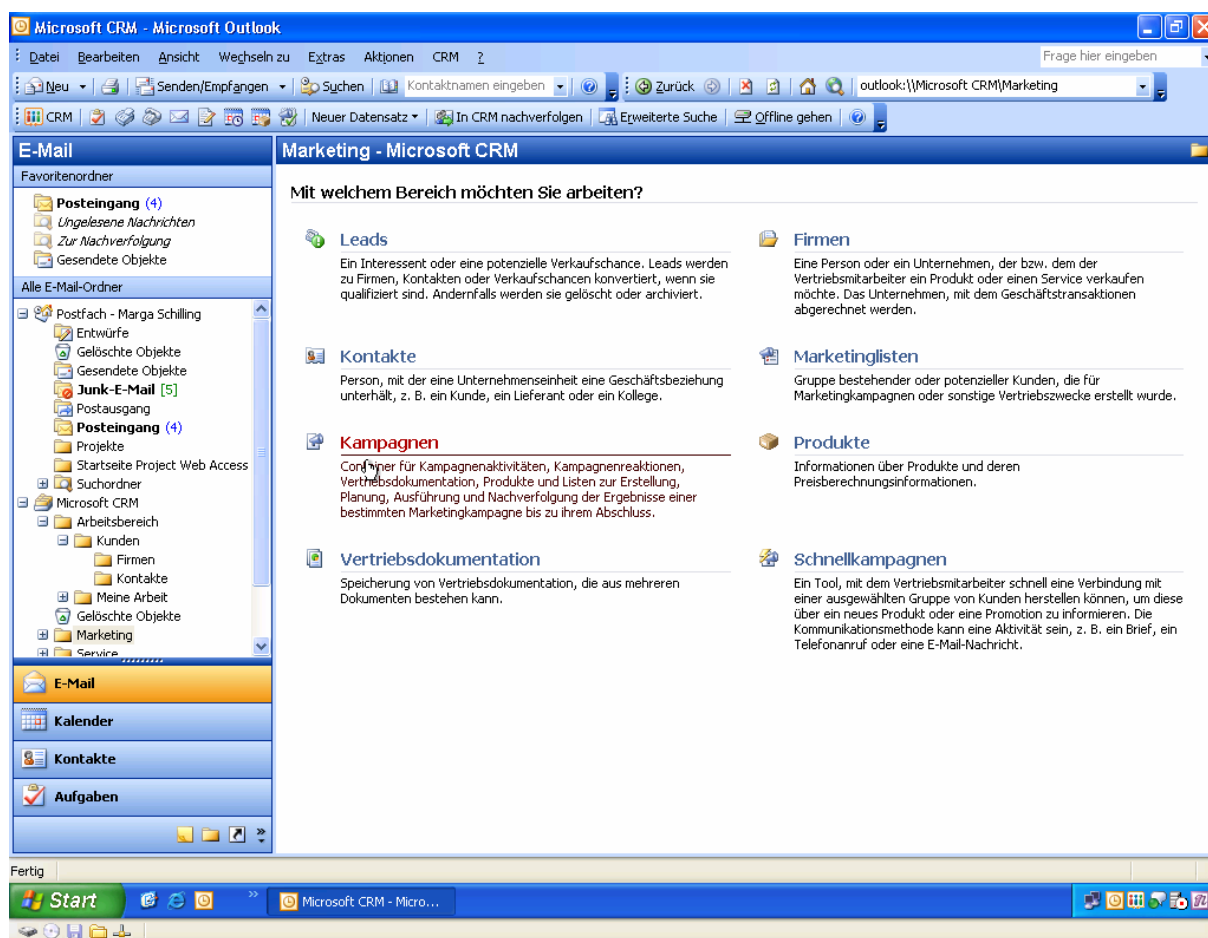 Microsoft CRM - Microsoft Outlook
Datei Bearbeiten Ansicht Wechseln zu Extras Aktionen CRM ? Frage hier eingeben
Neu Senden/Empfangen Suchen Kontaktnamen eingeben Zurück outlook:\\Microsoft CRM\Marketing
CRM Neuer Datensatz In CRM nachverfolgen Erweiterte Suche Offline gehen
E-Mail
Favoritenordner
Posteingang (4)
Ungelesene Nachrichten
Zur Nachverfolgung
Gesendete Objekte
Alle E-Mail-Ordner
Postfach - Marga Schilling
Entwürfe
Gelöschte Objekte
Gesendete Objekte
Junk-E-Mail [5]
Postausgang
Posteingang (4)
Projekte
Startseite Project Web Access
Suchordner
Microsoft CRM
Arbeitsbereich
Kunden
Firmen
Kontakte
Meine Arbeit
Gelöschte Objekte
Marketing
Service
E-Mail
Kalender
Kontakte
Aufgaben
Marketing - Microsoft CRM
Mit welchem Bereich möchten Sie arbeiten?
Leads
Ein Interessent oder eine potenzielle Verkaufschance. Leads werden
zu Firmen, Kontakten oder Verkaufschancen konvertiert, wenn sie
qualifiziert sind. Andernfalls werden sie gelöscht oder archiviert.
Firmen
Eine Person oder ein Unternehmen, der bzw. dem der
Vertriebsmitarbeiter ein Produkt oder einen Service verkaufen
möchte. Das Unternehmen, mit dem Geschäftstransaktionen
abgerechnet werden.
Kontakte
Person, mit der eine Unternehmenseinheit eine Geschäftsbeziehung
unterhält, z. B. ein Kunde, ein Lieferant oder ein Kollege.
Marketinglisten
Gruppe bestehender oder potenzieller Kunden, die für
Marketingkampagnen oder sonstige Vertriebszwecke erstellt wurde.
Kampagnen
Container für Kampagnenaktivitäten, Kampagnenreaktionen,
Vertriebsdokumentation, Produkte und Listen zur Erstellung,
Planung, Ausführung und Nachverfolgung der Ergebnisse einer
bestimmten Marketingkampagne bis zu ihrem Abschluss.
Produkte
Informationen über Produkte und deren
Preisberechnungsinformationen.
Vertriebsdokumentation
Speicherung von Vertriebsdokumentation, die aus mehreren
Dokumenten bestehen kann.
Schnellkampagnen
Ein Tool, mit dem Vertriebsmitarbeiter schnell eine Verbindung mit
einer ausgewählten Gruppe von Kunden herstellen können, um diese
über ein neues Produkt oder eine Promotion zu informieren. Die
Kommunikationsmethode kann eine Aktivität sein, z. B. ein Brief, ein
Telefonanruf oder eine E-Mail-Nachricht.
Fertig
Start Microsoft CRM - Micro...